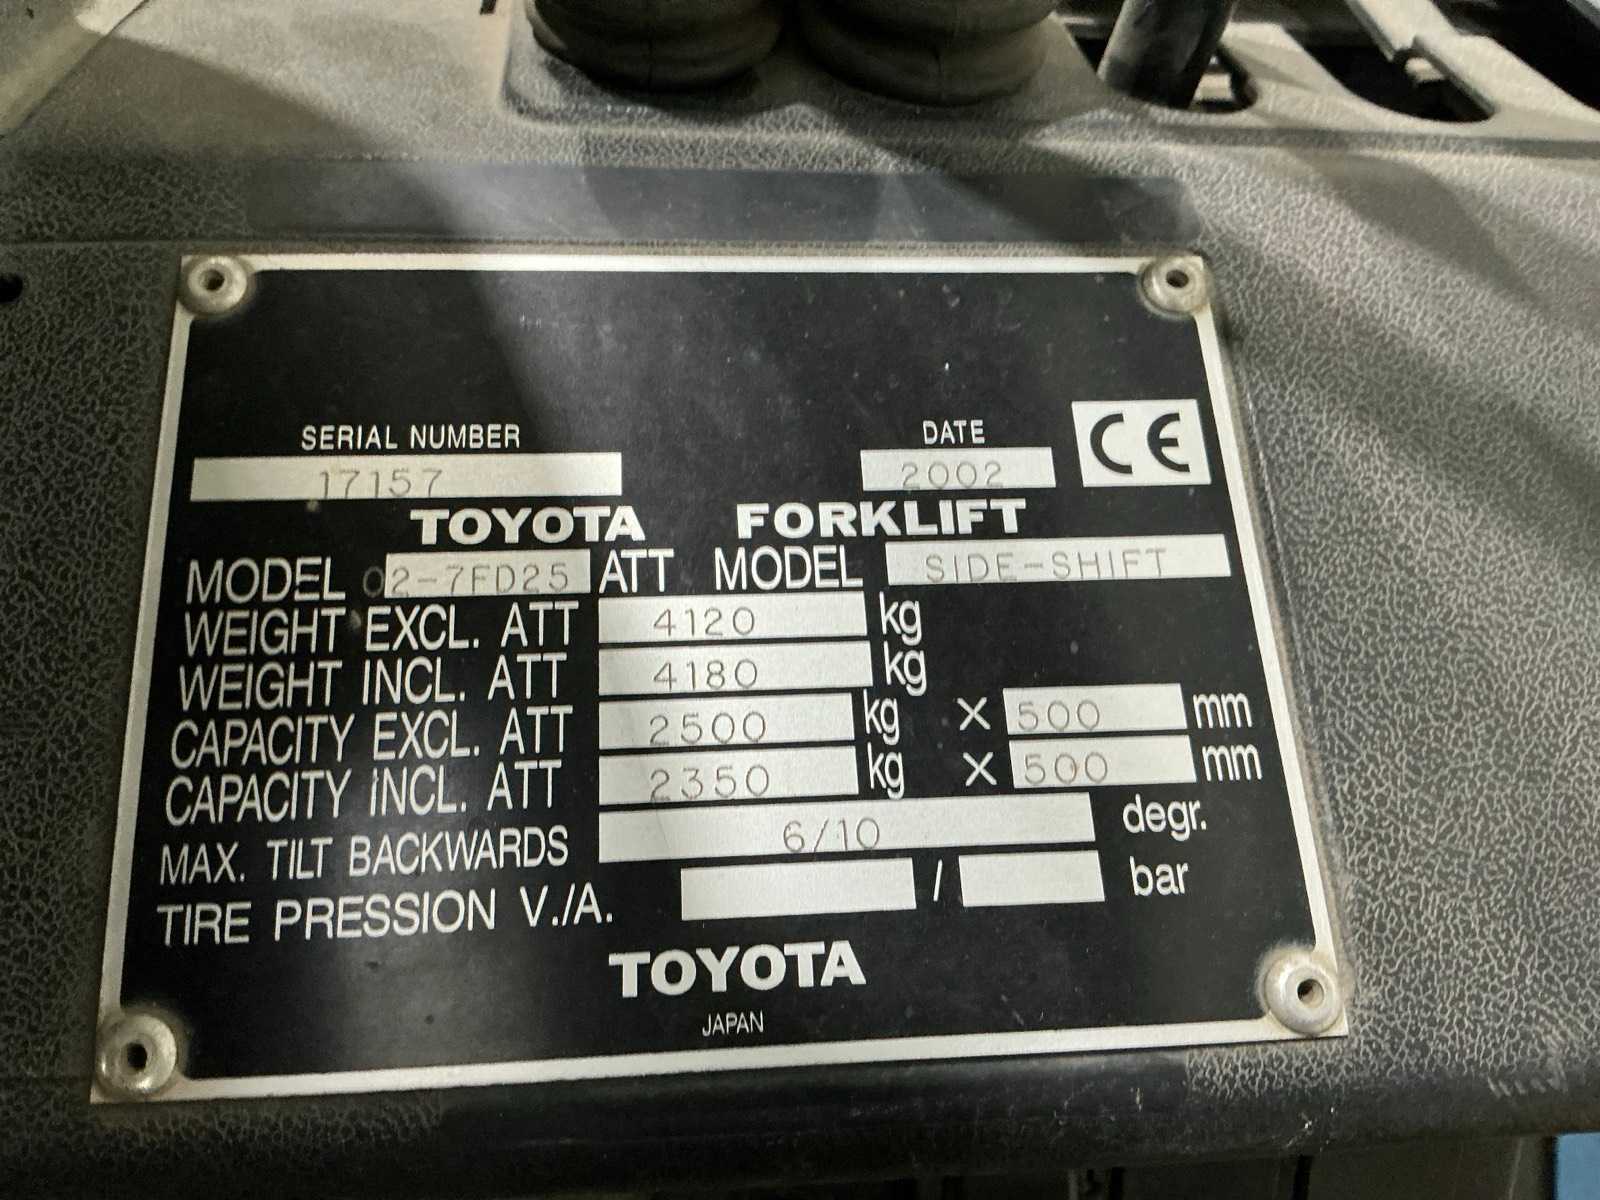 SERIAL NUMBER DATE
17157 2002 CE
TOYOTA FORKLIFT
MODEL 02-7FD25 ATT MODEL SIDE-SHIFT
WEIGHT EXCL. ATT 4120 kg
WEIGHT INCL. ATT 4180 kg
CAPACITY EXCL. ATT 2500 kg X 500 mm
CAPACITY INCL. ATT 2350 kg X 500 mm
MAX. TILT BACKWARDS 6/10 degr.
TIRE PRESSION V./A. / bar
TOYOTA
JAPAN